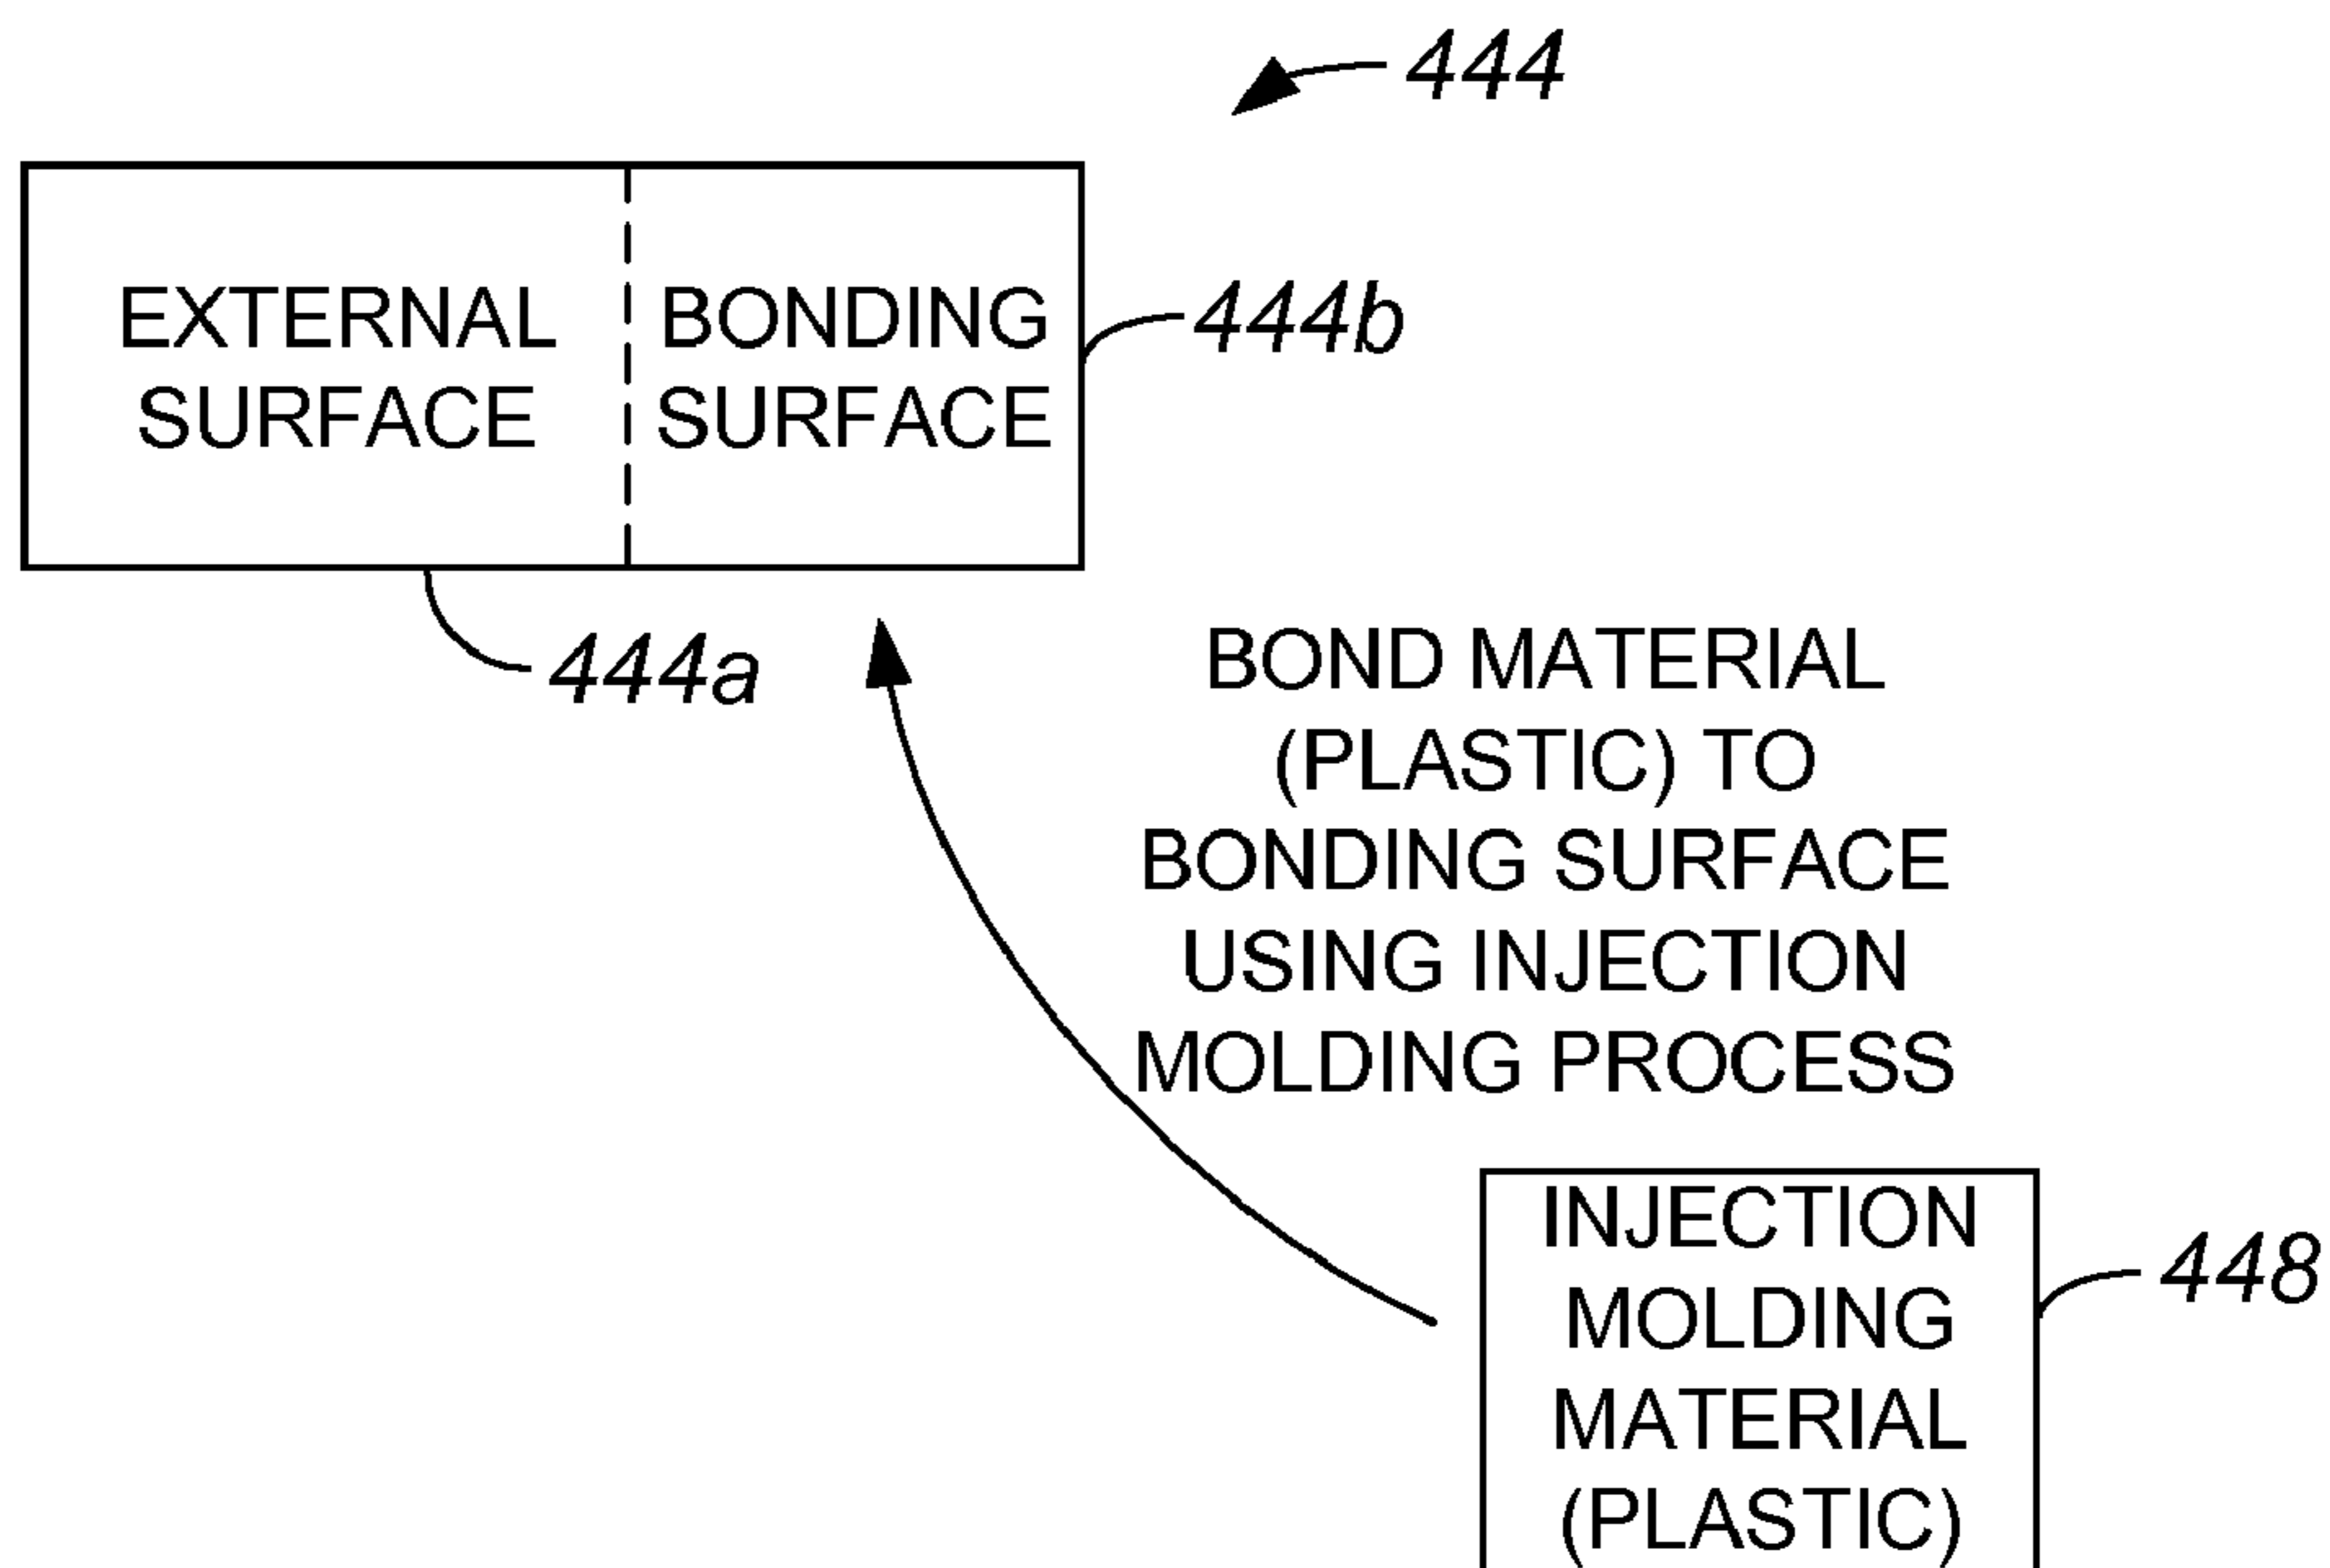 444
EXTERNAL
SURFACE
BONDING
SURFACE
444b
444a
BOND MATERIAL
(PLASTIC) TO
BONDING SURFACE
USING INJECTION
MOLDING PROCESS
INJECTION
MOLDING
MATERIAL
(PLASTIC)
448